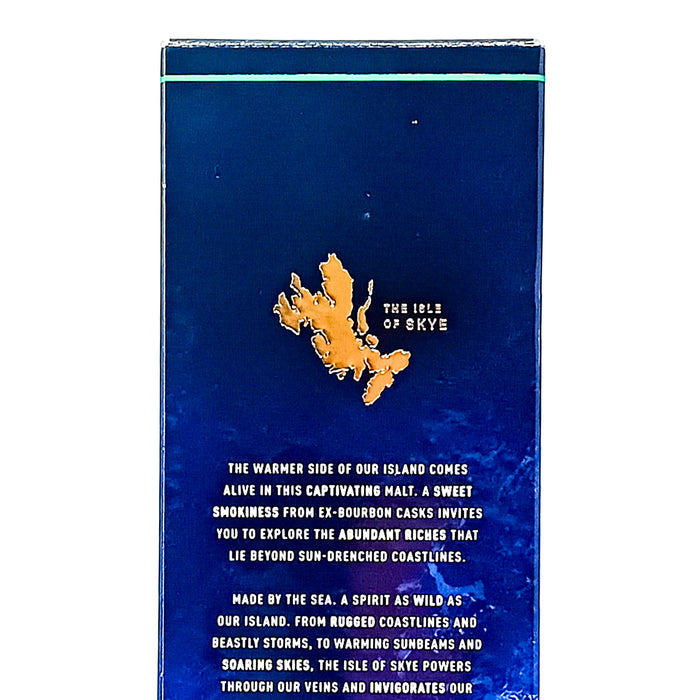 THE ISLE
OF SKYE
THE WARMER SIDE OF OUR ISLAND COMES
ALIVE IN THIS CAPTIVATING MALT. A SWEET
SMOKINESS FROM EX-BOURBON CASKS INVITES
YOU TO EXPLORE THE ABUNDANT RICHES THAT
LIE BEYOND SUN-DRENCHED COASTLINES.
MADE BY THE SEA. A SPIRIT AS WILD AS
OUR ISLAND. FROM RUGGED COASTLINES AND
BEASTLY STORMS, TO WARMING SUNBEAMS AND
SOARING SKIES, THE ISLE OF SKYE POWERS
THROUGH OUR VEINS AND INVIGORATES OUR